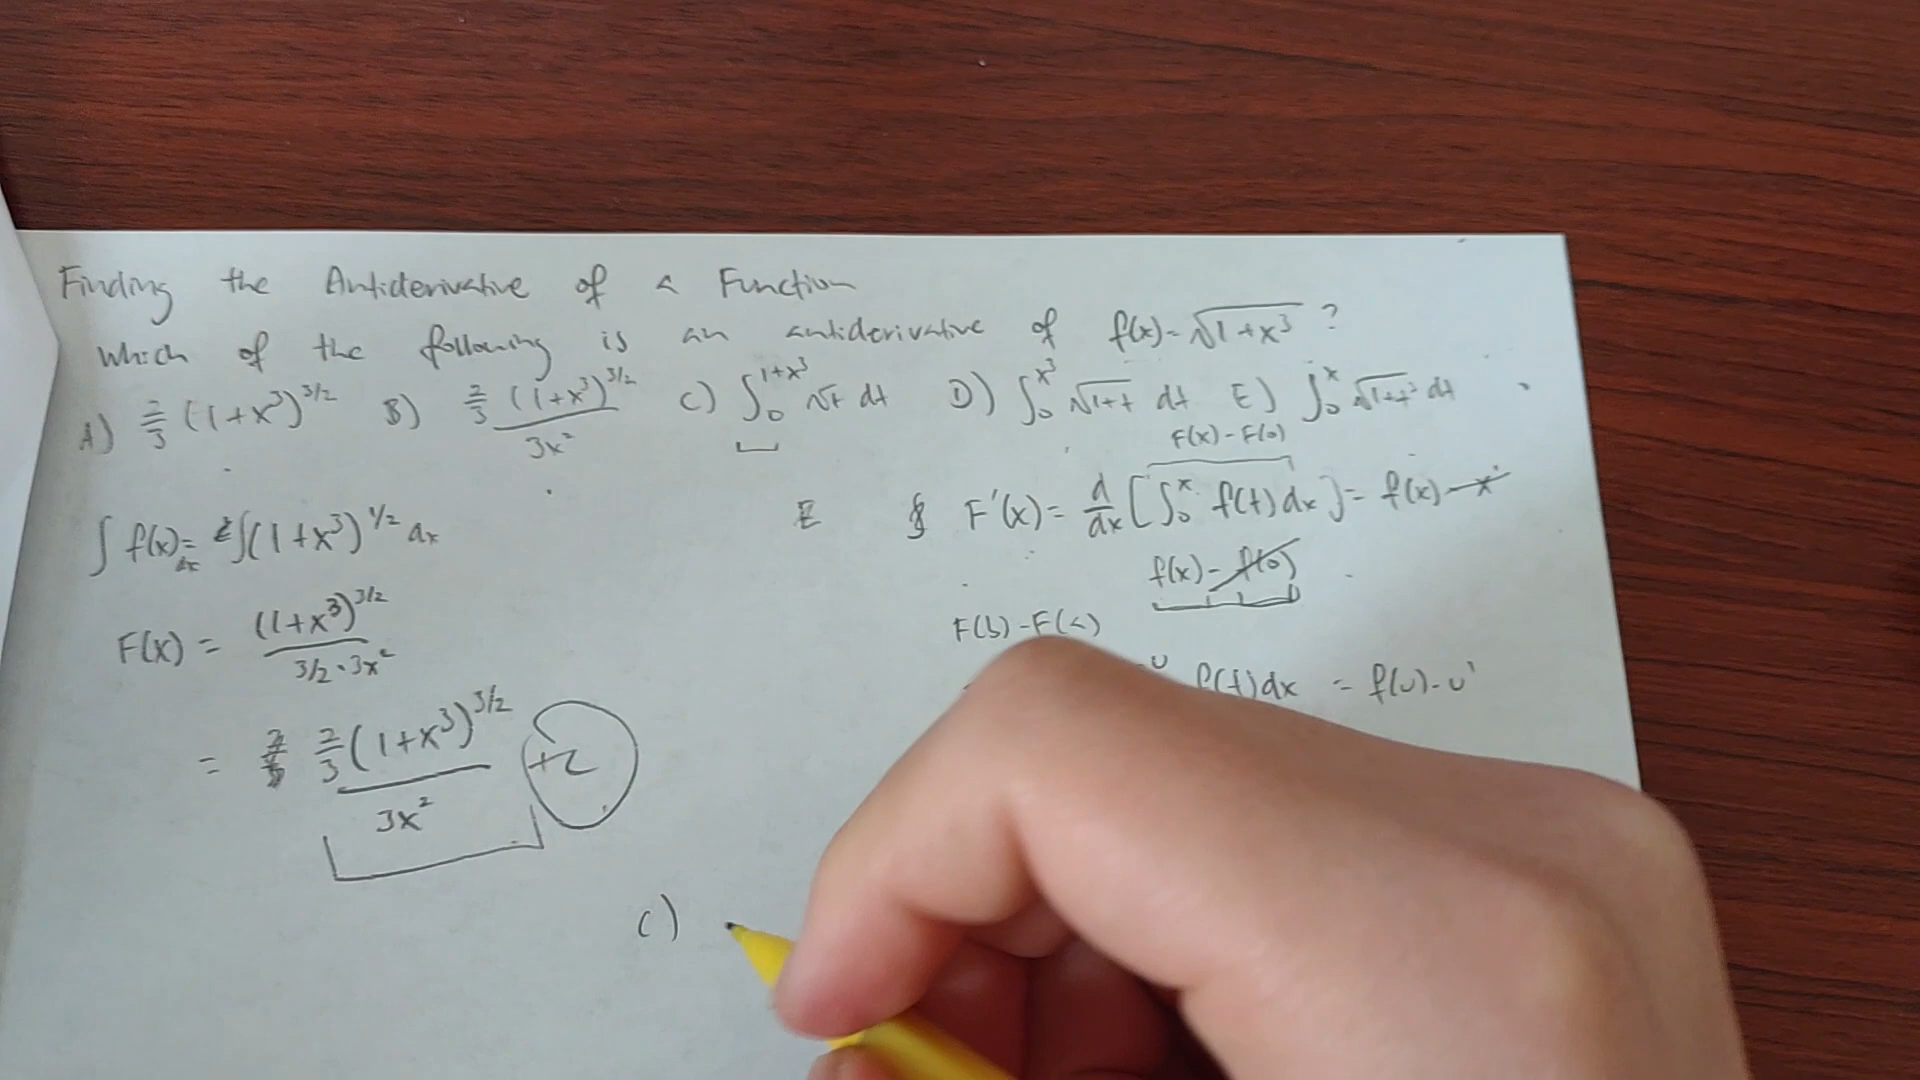 Finding the Antiderivative of a Function
Which of the following is an antiderivative of f(x)=√(1+x³) ?
A) 2/3 (1+x³)^3/2 B) 2/3 (1+x³)^3/2 / 3x² C) ∫₀^1+x³ √t dt D) ∫₀^x³ √(1+t) dt E) ∫₀^x √(1+t³) dt
F(x)-F(0)
∫ f(x) dx = ∫(1+x³)^1/2 dx
E F'(x)= d/dx [∫₀^x f(t)dx]= f(x)
f(x)-f(0)
F(x) = (1+x³)^3/2 / 3/2·3x²
F(b)-F(a)
u f(t)dx = f(u)-u'
= 2/3 (1+x³)^3/2 / 3x²
C)